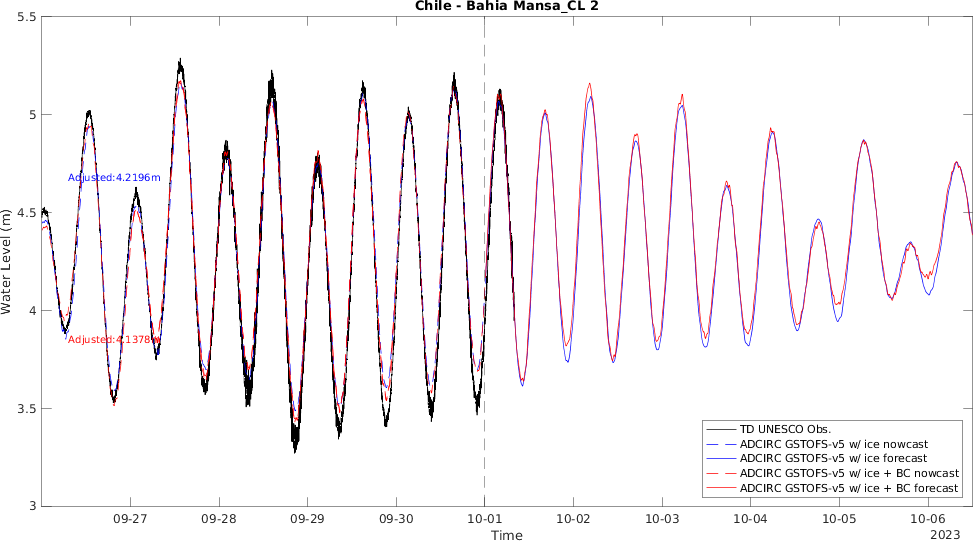 Chile - Bahia Mansa_CL 2
5.5
5
4.5
4
3.5
3
Water Level (m)
Adjusted:4.2196m
Adjusted:4.1378m
09-27
09-28
09-29
09-30
10-01
10-02
10-03
10-04
10-05
10-06
2023
Time
TD UNESCO Obs.
ADCIRC GSTOFS-v5 w/ ice nowcast
ADCIRC GSTOFS-v5 w/ ice forecast
ADCIRC GSTOFS-v5 w/ ice + BC nowcast
ADCIRC GSTOFS-v5 w/ ice + BC forecast